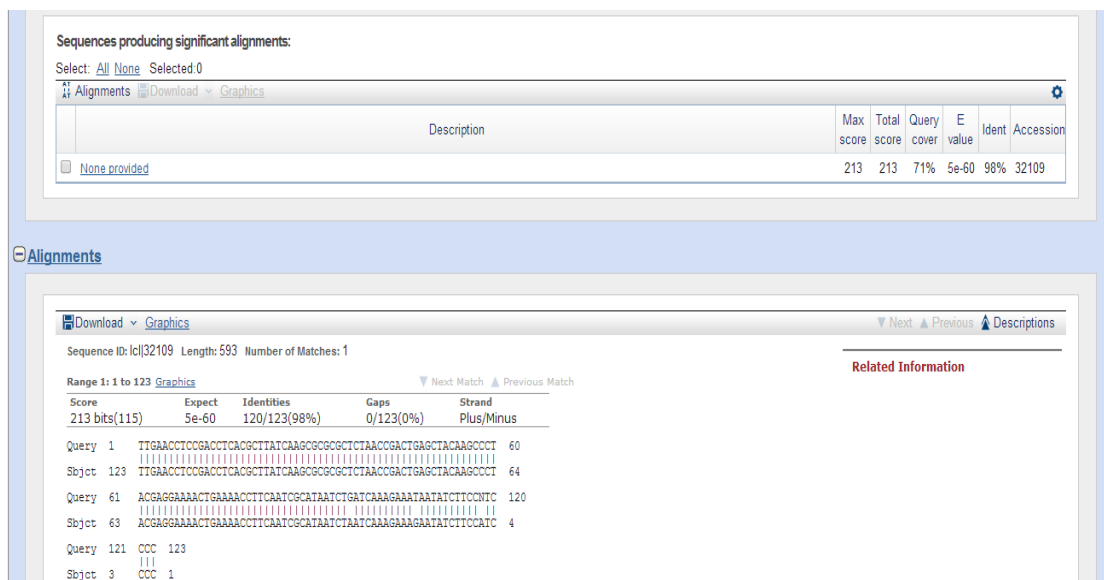 Sequences producing significant alignments:
Select: All None Selected:0
Alignments Download Graphics
Description Max score Total score Query cover E value Ident Accession
None provided 213 213 71% 5e-60 98% 32109
Alignments
Download Graphics Next Previous Descriptions
Sequence ID: lcl|32109 Length: 593 Number of Matches: 1
Related Information
Range 1: 1 to 123 Graphics Next Match Previous Match
Score Expect Identities Gaps Strand
213 bits(115) 5e-60 120/123(98%) 0/123(0%) Plus/Minus
Query 1 TTGAACCTCCGACCTCACGCTTATCAAGCGCGCGCTCTAACCGACTGAGCTACAAGCCCT 60
Sbjct 123 TTGAACCTCCGACCTCACGCTTATCAAGCGCGCGCTCTAACCGACTGAGCTACAAGCCCT 64
Query 61 ACGAGGAAAACTGAAAACCTTCAATCGCATAATCTGATCAAAGAAATAATATCTTCCNTC 120
Sbjct 63 ACGAGGAAAACTGAAAACCTTCAATCGCATAATCTAATCAAAGAAAGAATATCTTCCATC 4
Query 121 CCC 123
Sbjct 3 CCC 1